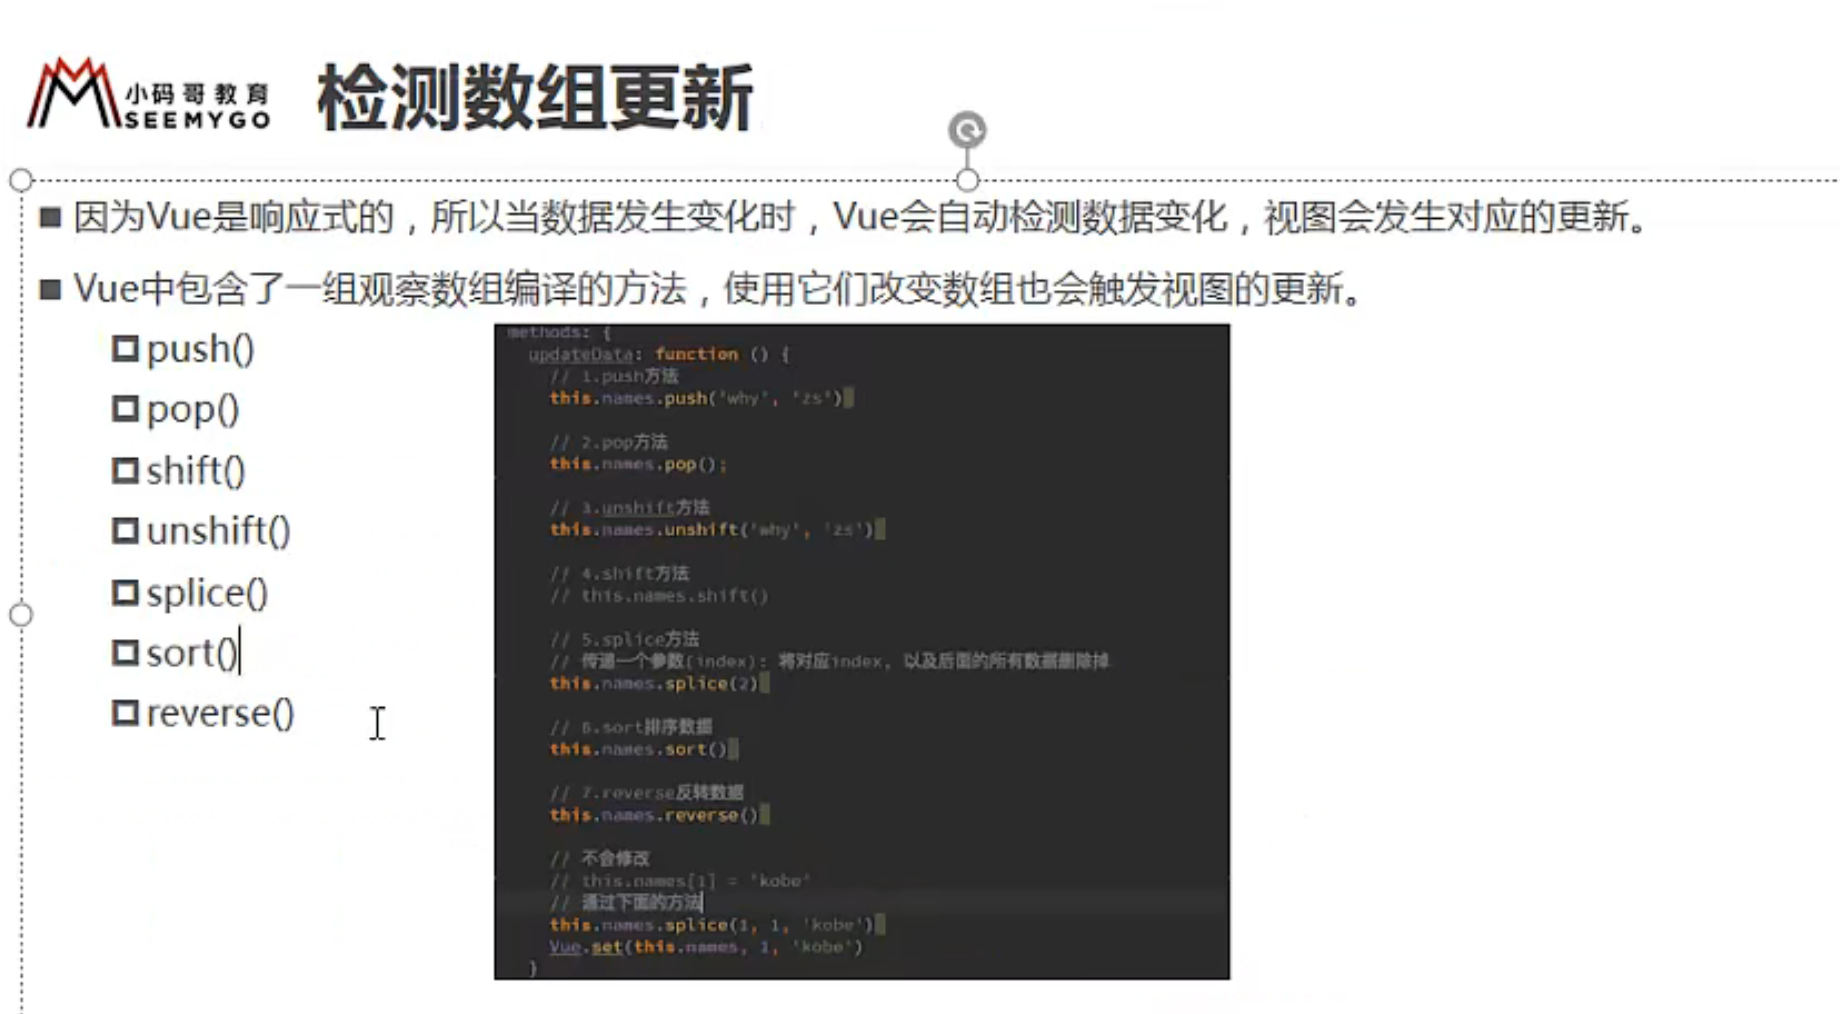 小码哥教育
SEEMYGO
检测数组更新
因为Vue是响应式的，所以当数据发生变化时，Vue会自动检测数据变化，视图会发生对应的更新。
Vue中包含了一组观察数组编译的方法，使用它们改变数组也会触发视图的更新。
push()
pop()
shift()
unshift()
splice()
sort()
reverse()
methods: {
updateData: function () {
// 1.push方法
this.names.push('why', 'zs')
// 2.pop方法
this.names.pop();
// 3.unshift方法
this.names.unshift('why', 'zs')
// 4.shift方法
// this.names.shift()
// 5.splice方法
// 传递一个参数(index): 将对应index, 以及后面的所有数据删除掉
this.names.splice(2)
// 6.sort排序数据
this.names.sort()
// 7.reverse反转数据
this.names.reverse()
// 不会修改
// this.names[1] = 'kobe'
// 通过下面的方法
this.names.splice(1, 1, 'kobe')
Vue.set(this.names, 1, 'kobe')
}